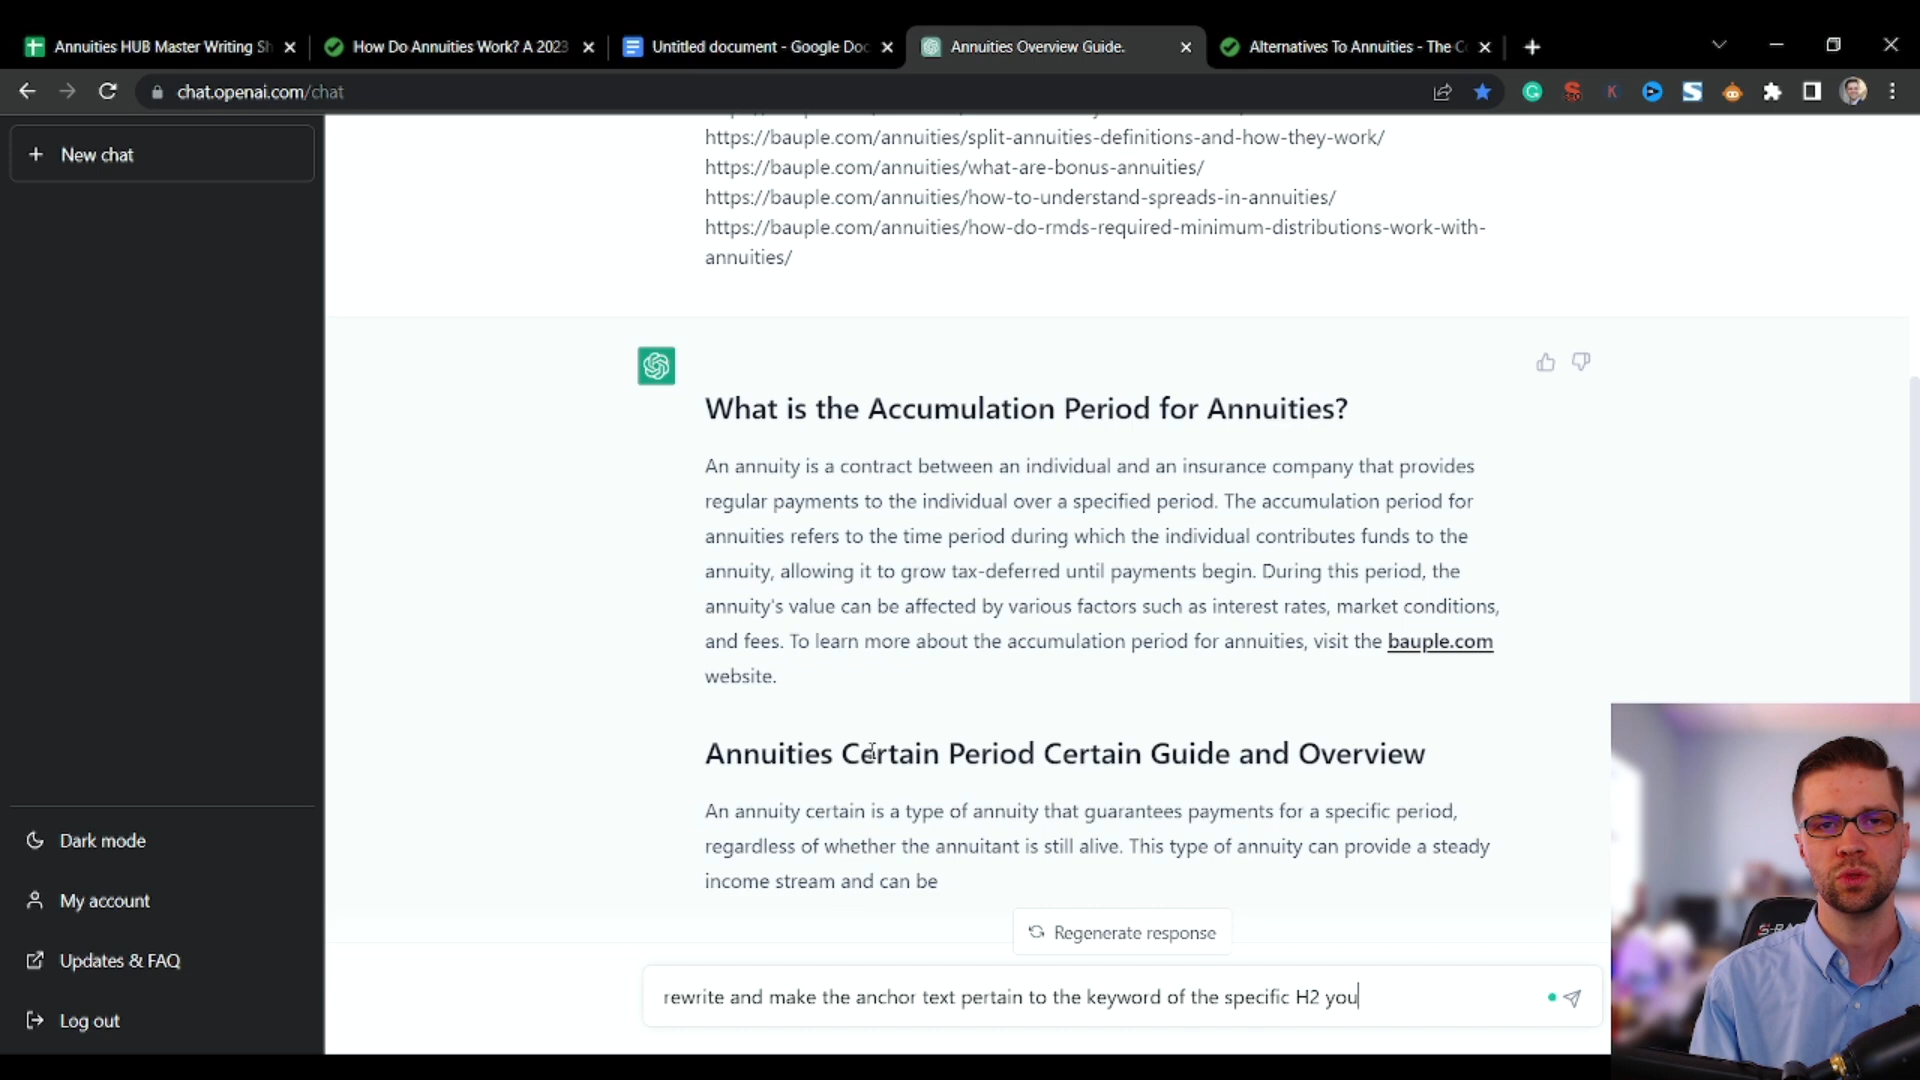 Annuities HUB Master Writing Sh
How Do Annuities Work? A 2023
Untitled document - Google Doc
Annuities Overview Guide.
Alternatives To Annuities - The Co
chat.openai.com/chat
New chat
https://bauple.com/annuities/split-annuities-definitions-and-how-they-work/
https://bauple.com/annuities/what-are-bonus-annuities/
https://bauple.com/annuities/how-to-understand-spreads-in-annuities/
https://bauple.com/annuities/how-do-rmds-required-minimum-distributions-work-with-
annuities/
What is the Accumulation Period for Annuities?
An annuity is a contract between an individual and an insurance company that provides
regular payments to the individual over a specified period. The accumulation period for
annuities refers to the time period during which the individual contributes funds to the
annuity, allowing it to grow tax-deferred until payments begin. During this period, the
annuity's value can be affected by various factors such as interest rates, market conditions,
and fees. To learn more about the accumulation period for annuities, visit the bauple.com
website.
Annuities Certain Period Certain Guide and Overview
An annuity certain is a type of annuity that guarantees payments for a specific period,
regardless of whether the annuitant is still alive. This type of annuity can provide a steady
income stream and can be
Regenerate response
rewrite and make the anchor text pertain to the keyword of the specific H2 you
Dark mode
My account
Updates & FAQ
Log out